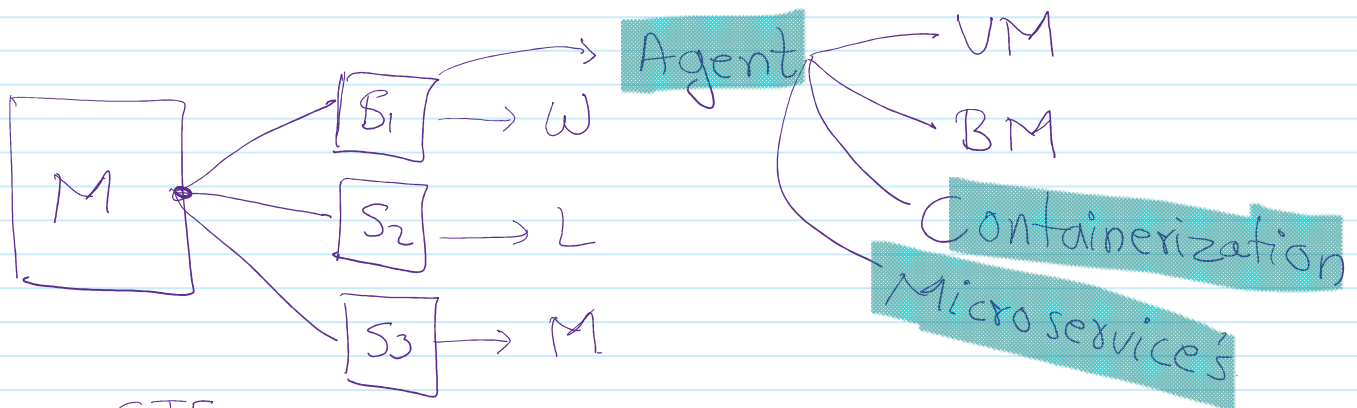 Agent
VM
S1
W
BM
M
S2
L
Containerization
Microservice's
S3
M